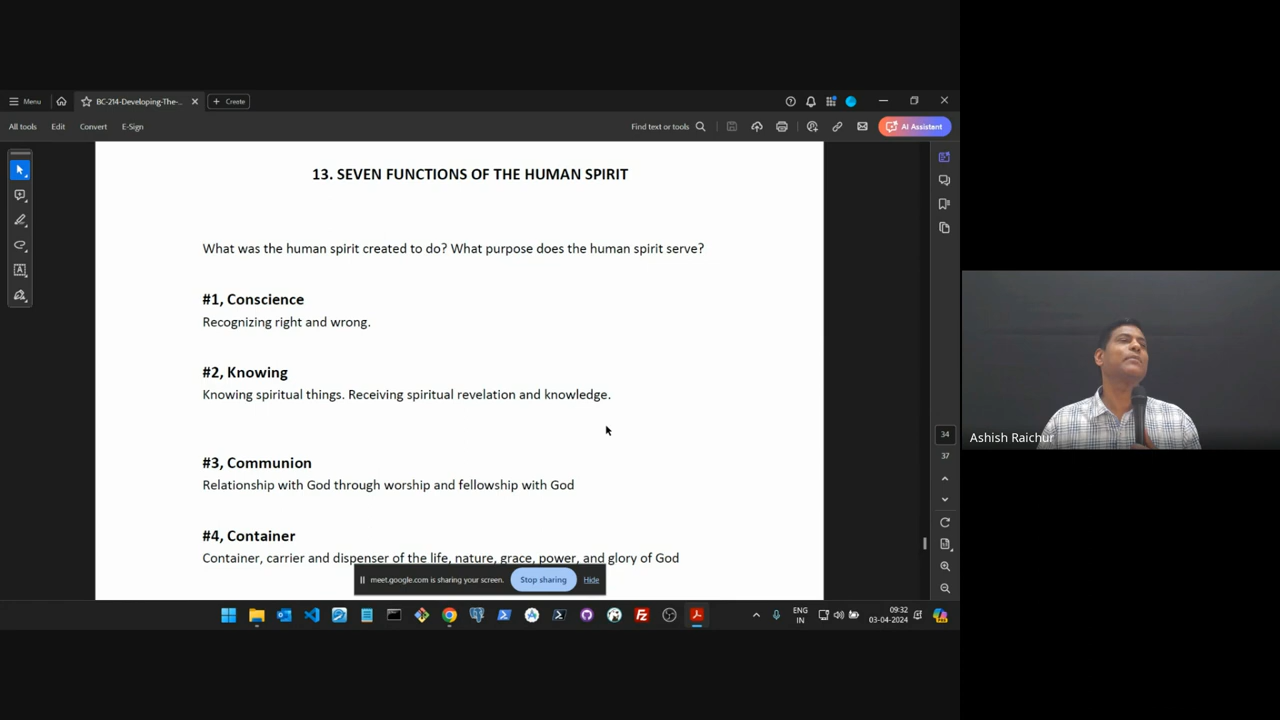 Menu
BC-214-Developing-The-...
Create
All tools
Edit
Convert
E-Sign
Find text or tools
AI Assistant
13. SEVEN FUNCTIONS OF THE HUMAN SPIRIT
What was the human spirit created to do? What purpose does the human spirit serve?
#1, Conscience
Recognizing right and wrong.
#2, Knowing
Knowing spiritual things. Receiving spiritual revelation and knowledge.
#3, Communion
Relationship with God through worship and fellowship with God
#4, Container
Container, carrier and dispenser of the life, nature, grace, power, and glory of God
34
37
meet.google.com is sharing your screen.
Stop sharing
Hide
ENG
IN
09:32
03-04-2024
Ashish Raichur